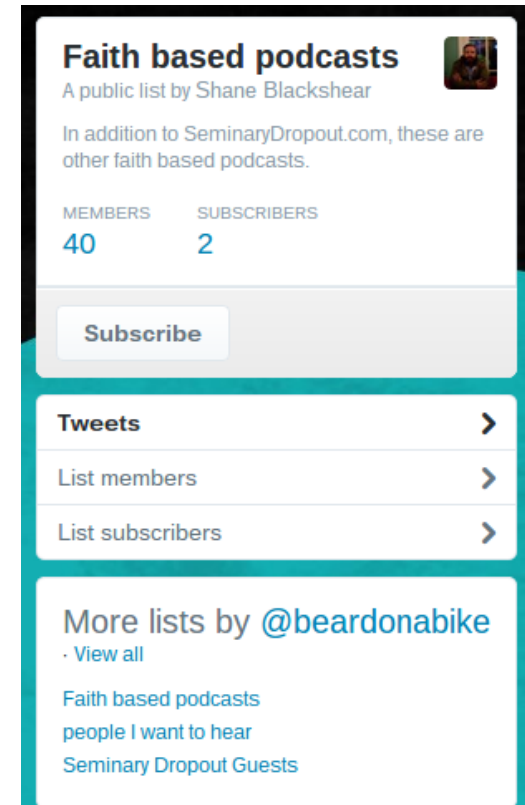 Faith based podcasts
A public list by Shane Blackshear
In addition to SeminaryDropout.com, these are
other faith based podcasts.
MEMBERS SUBSCRIBERS
40 2
Subscribe
Tweets
List members
List subscribers
More lists by @beardonabike
· View all
Faith based podcasts
people I want to hear
Seminary Dropout Guests